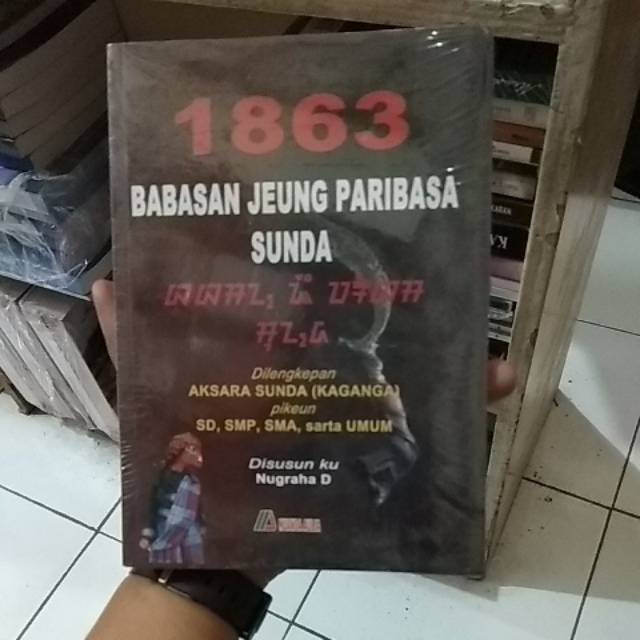 1863
BABASAN JEUNG PARIBASA
SUNDA
Dilengkepan
AKSARA SUNDA (KAGANGA)
pikeun
SD, SMP, SMA, sarta UMUM
Disusun ku
Nugraha D